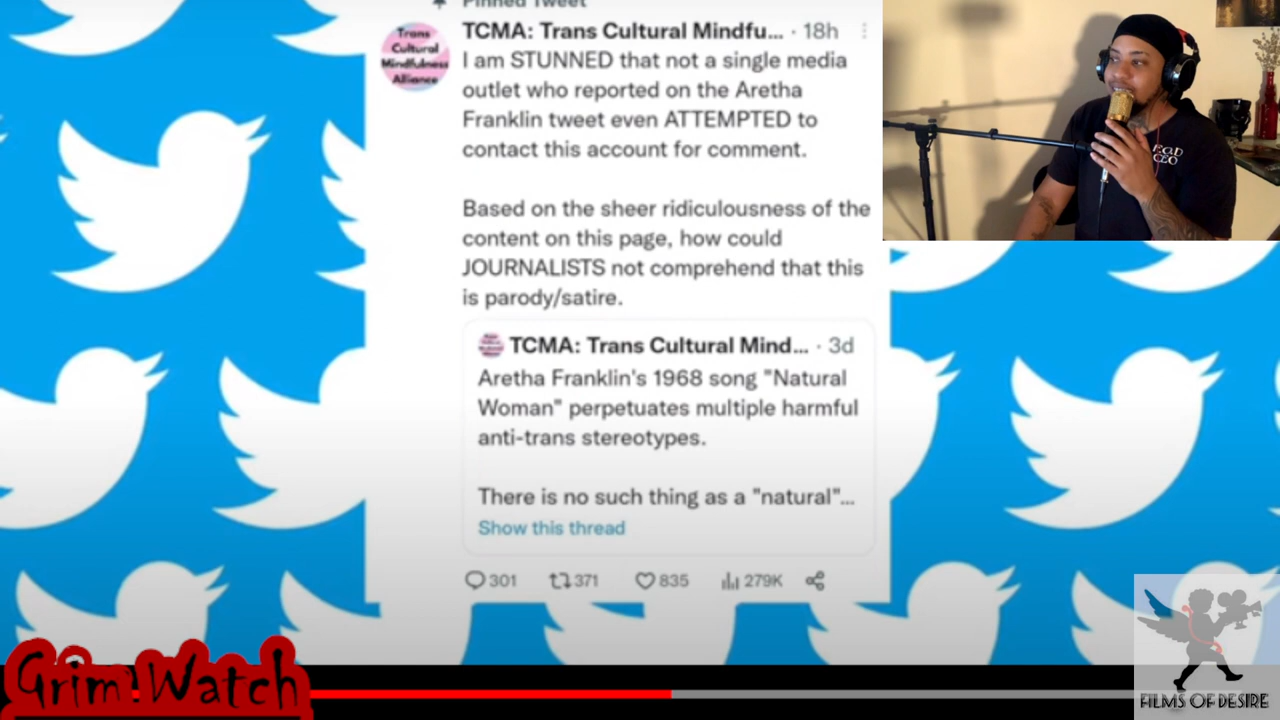 Pinned Tweet
TCMA: Trans Cultural Mindfu... · 18h
Trans
Cultural
Mindfulness
Alliance
I am STUNNED that not a single media
outlet who reported on the Aretha
Franklin tweet even ATTEMPTED to
contact this account for comment.
Based on the sheer ridiculousness of the
content on this page, how could
JOURNALISTS not comprehend that this
is parody/satire.
TCMA: Trans Cultural Mind... · 3d
Aretha Franklin's 1968 song "Natural
Woman" perpetuates multiple harmful
anti-trans stereotypes.
There is no such thing as a "natural"...
Show this thread
301 371 835 279K
F.O.D
CEO
Grim Watch
FILMS OF DESIRE